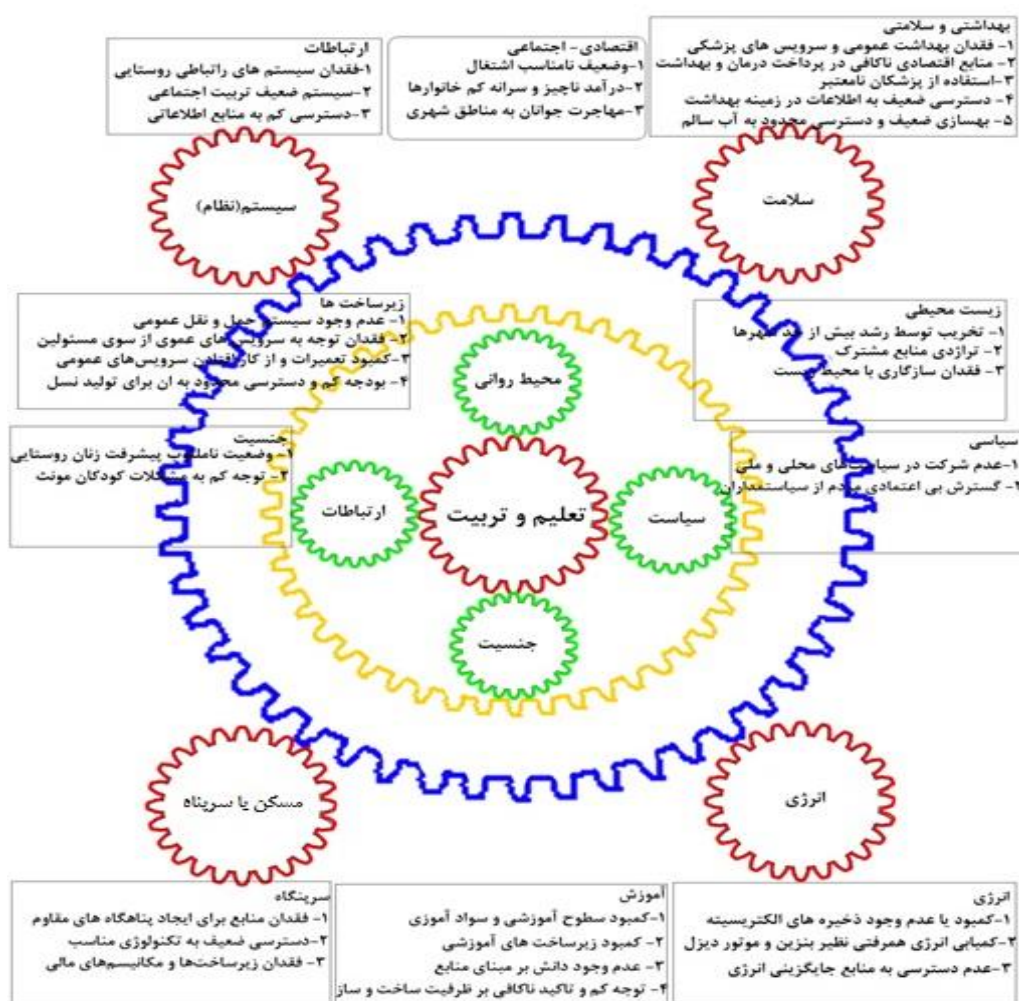 بهداشتی و سلامتی
۱- فقدان بهداشت عمومی و سرویس های پزشکی
۲- منابع اقتصادی ناکافی در پرداخت درمان و بهداشت
۳-استفاده از پزشکان نامعتبر
۴- دسترسی ضعیف به اطلاعات در زمینه بهداشت
۵- بهسازی ضعیف و دسترسی محدود به آب سالم
اقتصادی- اجتماعی
۱-وضعیف نامناسب اشتغال
۲-درآمد ناچیز و سرانه کم خانوارها
۳-مهاجرت جوانان به مناطق شهری
ارتباطات
۱-فقدان سیستم های راتباطی روستایی
۲-سیستم ضعیف تربیت اجتماعی
۳-دسترسی کم به منابع اطلاعاتی
سلامت
سیستم(نظام)
زیست محیطی
۱- تخریب توسط رشد بیش از حد شهرها
۲- تراژدی منابع مشترک
۳- فقدان سازگاری با محیط زیست
زیرساخت ها
۱- عدم وجود سیستم حمل و نقل عمومی
۲- فقدان توجه به سرویس های عموی از سوی مسئولین
۳-کمبود تعمیرات و از کار افتادن سرویس‌های عمومی
۴- بودجه کم و دسترسی محدود به ان برای تولید نسل
سیاسی
۱-عدم شرکت در سیاست‌های محلی و ملی
۲- گسترش بی اعتمادی مردم از سیاستمداران
جنسیت
۱- وضعیت نامطلوب پیشرفت زنان روستایی
۲- توجه کم به مشکلات کودکان مونث
محیط روانی
سیاست
تعلیم و تربیت
ارتباطات
جنسیت
انرژی
مسکن یا سرپناه
انرژی
۱-کمبود یا عدم وجود ذخیره های الکتریسیته
۲-کمیابی انرژی همرفتی نظیر بنزین و موتور دیزل
۳-عدم دسترسی به منابع جایگزینی انرژی
آموزش
۱-کمبود سطوح آموزشی و سواد آموزی
۲- کمبود زیرساخت های آموزشی
۳- عدم وجود دانش بر مبنای منابع
۴- توجه کم و تاکید ناکافی بر ظرفیت ساخت و ساز
سرپنگاه
۱- فقدان منابع برای ایجاد پناهگاه های مقاوم
۲-دسترسی ضعیف به تکنولوژی مناسب
۳- فقدان زیرساخت‌ها و مکانیسم‌های مالی